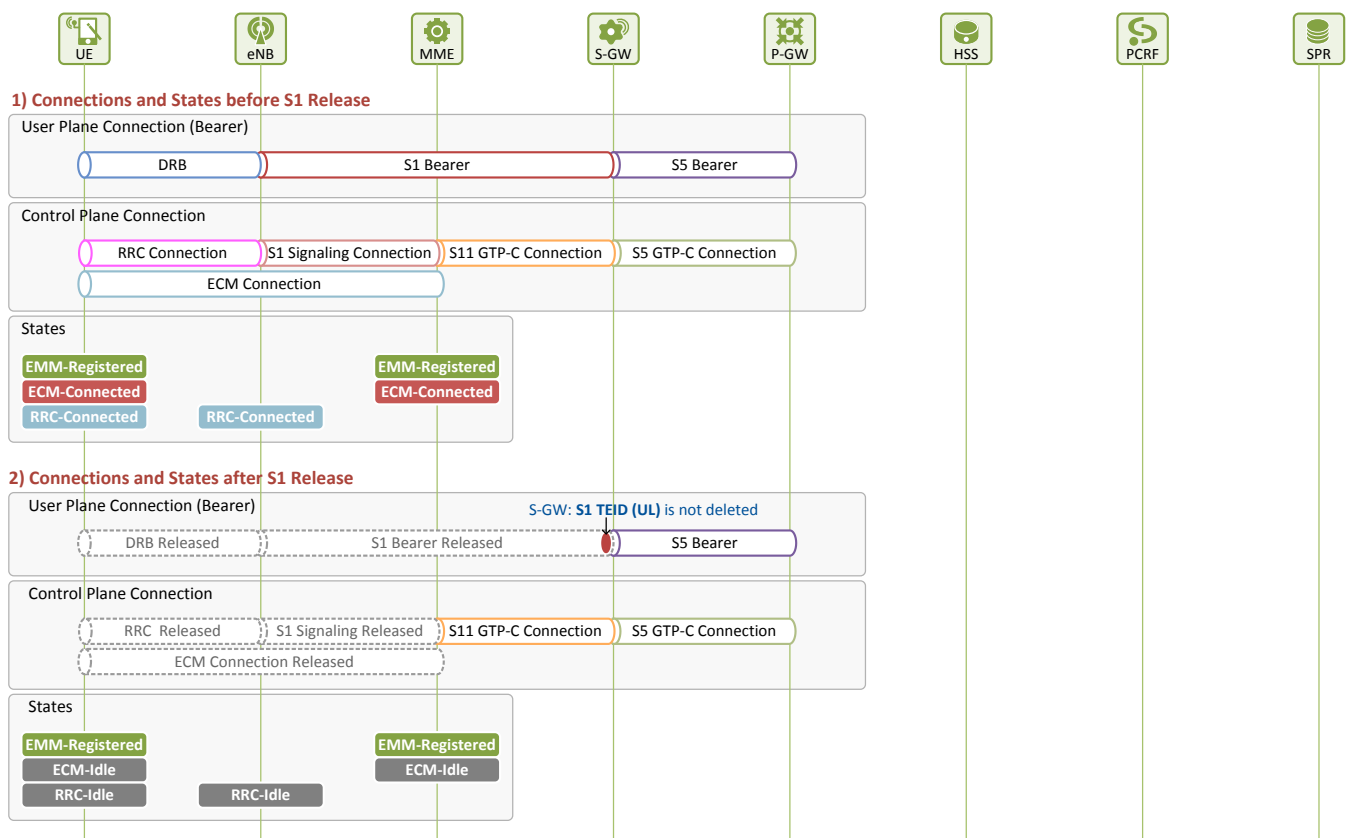 UE
eNB
MME
S-GW
P-GW
HSS
PCRF
SPR
1) Connections and States before S1 Release
User Plane Connection (Bearer)
DRB
S1 Bearer
S5 Bearer
Control Plane Connection
RRC Connection
S1 Signaling Connection
S11 GTP-C Connection
S5 GTP-C Connection
ECM Connection
States
EMM-Registered
EMM-Registered
ECM-Connected
ECM-Connected
RRC-Connected
RRC-Connected
2) Connections and States after S1 Release
User Plane Connection (Bearer)
S-GW: S1 TEID (UL) is not deleted
DRB Released
S1 Bearer Released
S5 Bearer
Control Plane Connection
RRC Released
S1 Signaling Released
S11 GTP-C Connection
S5 GTP-C Connection
ECM Connection Released
States
EMM-Registered
EMM-Registered
ECM-Idle
ECM-Idle
RRC-Idle
RRC-Idle